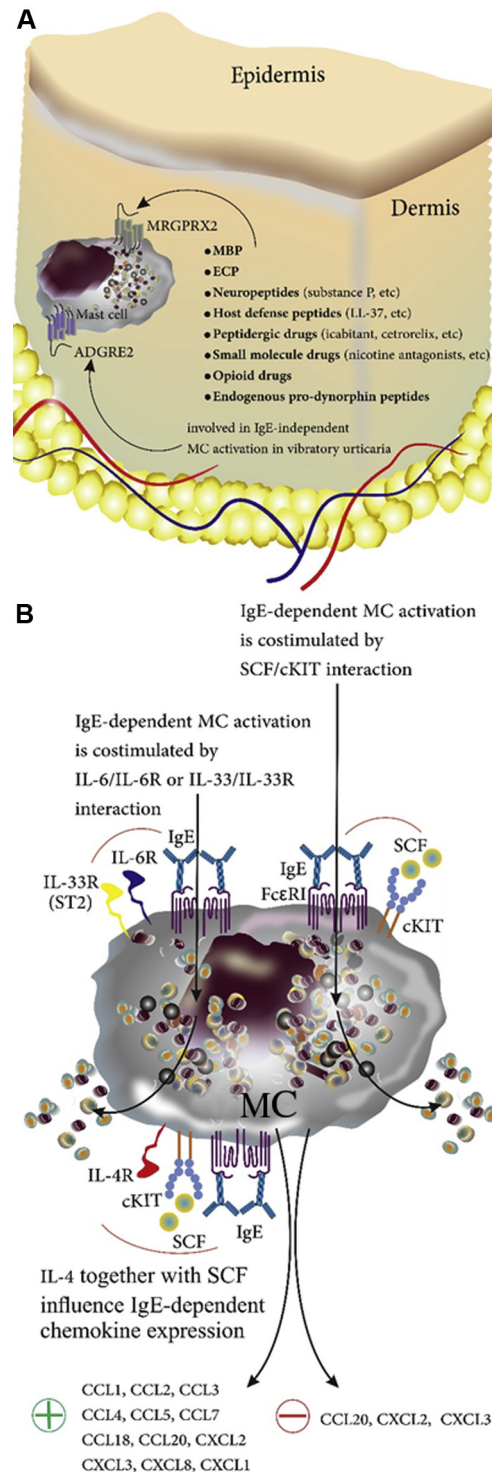 A
Epidermis
Dermis
MRGPRX2
Mast cell
ADGRE2
● MBP
● ECP
● Neuropeptides (substance P, etc)
● Host defense peptides (LL-37, etc)
● Peptidergic drugs (icabitant, cetrorelix, etc)
● Small molecule drugs (nicotine antagonists, etc)
● Opioid drugs
● Endogenous pro-dynorphin peptides
involved in IgE-independent
MC activation in vibratory urticaria
B
IgE-dependent MC activation
is costimulated by
SCF/cKIT interaction
IgE-dependent MC activation
is costimulated by
IL-6/IL-6R or IL-33/IL-33R
interaction
IgE
IL-6R
IL-33R
(ST2)
IgE
FcεRI
SCF
cKIT
MC
IL-4R
cKIT
SCF
IgE
IL-4 together with SCF
influence IgE-dependent
chemokine expression
+
CCL1, CCL2, CCL3
CCL4, CCL5, CCL7
CCL18, CCL20, CXCL2
CXCL3, CXCL8, CXCL1
−
CCL20, CXCL2, CXCL3